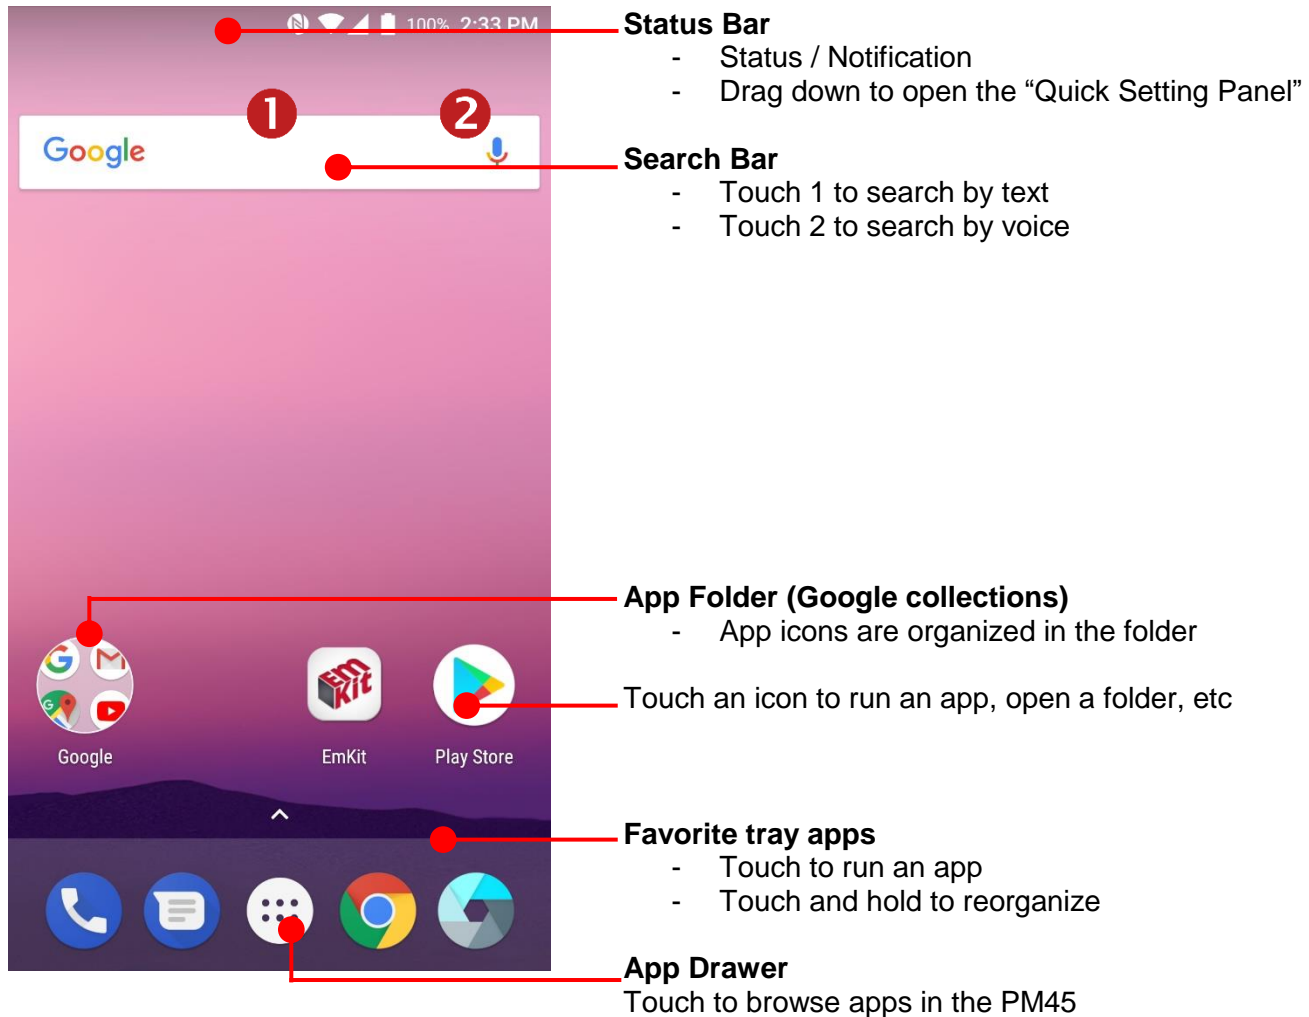 100% 2:33 PM
1 2
Google
Status Bar
- Status / Notification
- Drag down to open the “Quick Setting Panel”
Search Bar
- Touch 1 to search by text
- Touch 2 to search by voice
App Folder (Google collections)
- App icons are organized in the folder
Touch an icon to run an app, open a folder, etc
EmKit
Google EmKit Play Store
Favorite tray apps
- Touch to run an app
- Touch and hold to reorganize
App Drawer
Touch to browse apps in the PM45